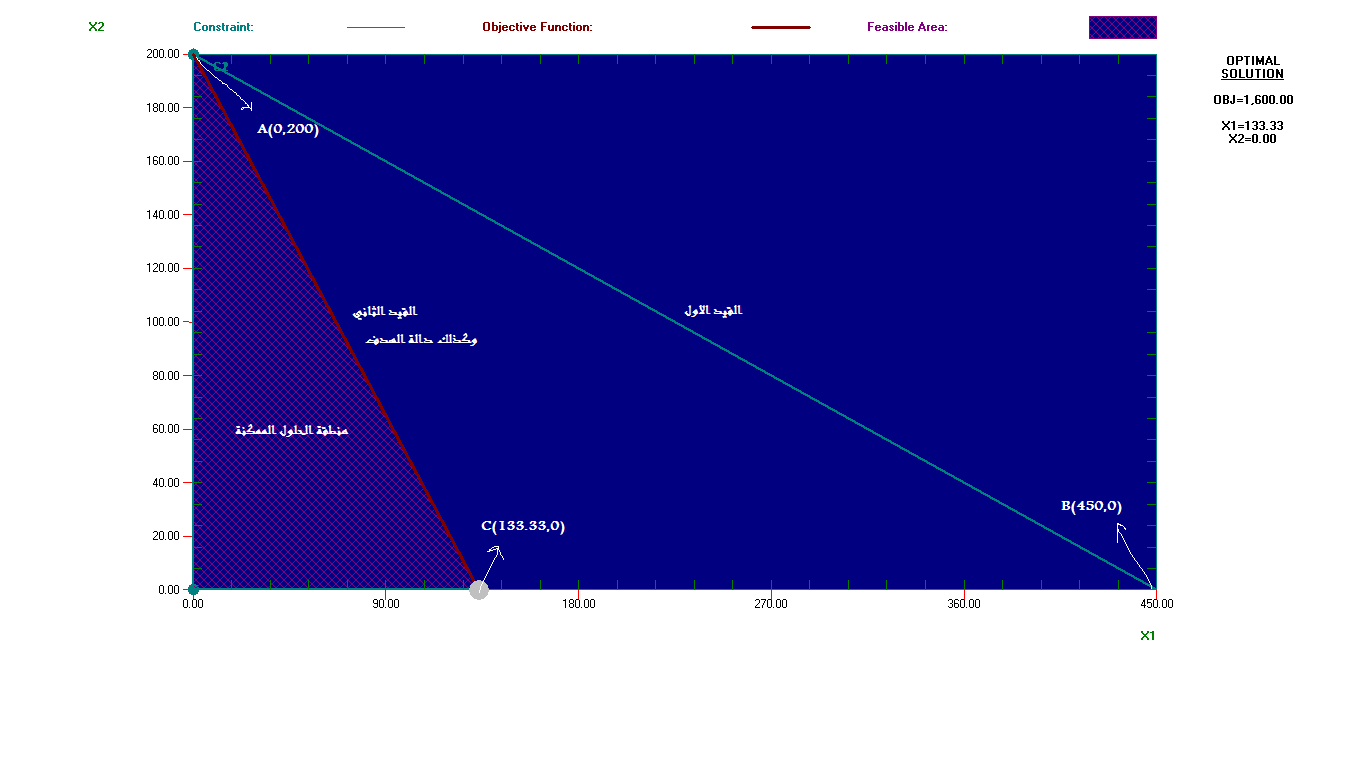 X2
Constraint:
Objective Function:
Feasible Area:
OPTIMAL
SOLUTION
OBJ=1,600.00
X1=133.33
X2=0.00
200.00
180.00
160.00
140.00
120.00
100.00
80.00
60.00
40.00
20.00
0.00
C2
A(0,200)
القيد الثاني
وكذلك دالة الهدف
القيد الأول
منطقة الحلول الممكنة
C(133.33,0)
B(450,0)
0.00
90.00
180.00
270.00
360.00
450.00
X1